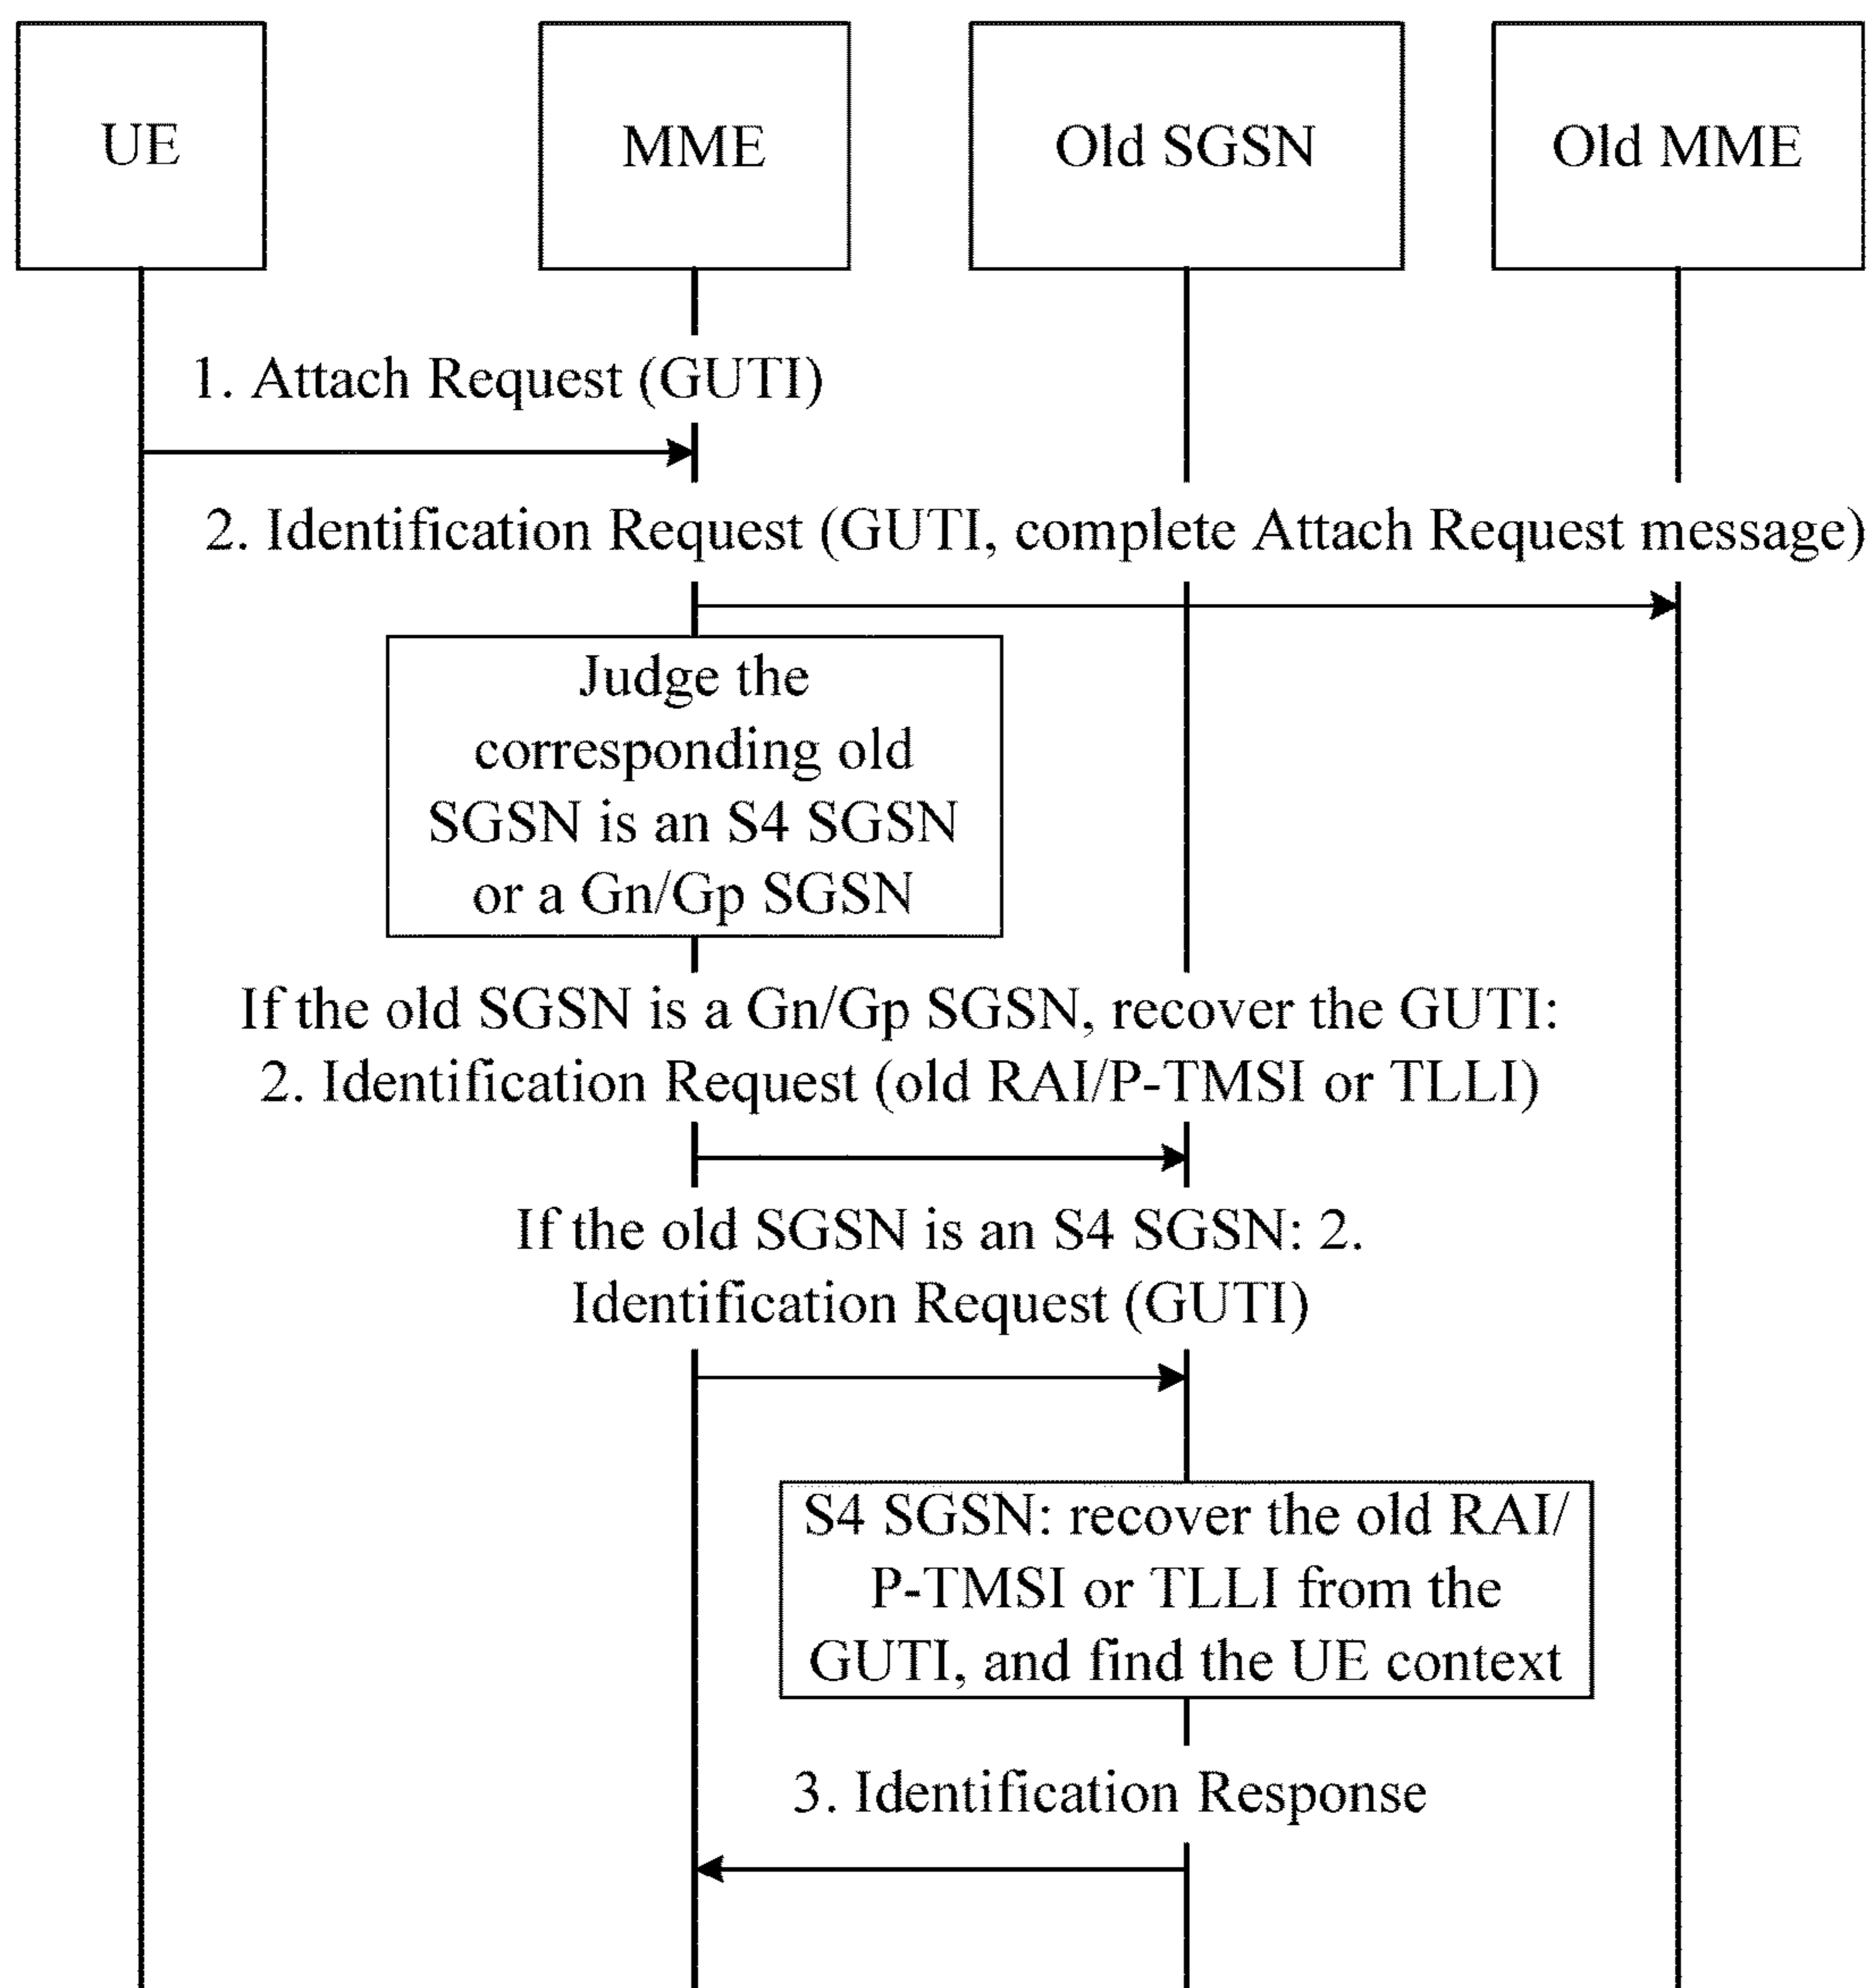 UE
MME
Old SGSN
Old MME
1. Attach Request (GUTI)
2. Identification Request (GUTI, complete Attach Request message)
Judge the
corresponding old
SGSN is an S4 SGSN
or a Gn/Gp SGSN
If the old SGSN is a Gn/Gp SGSN, recover the GUTI:
2. Identification Request (old RAI/P-TMSI or TLLI)
If the old SGSN is an S4 SGSN: 2.
Identification Request (GUTI)
S4 SGSN: recover the old RAI/
P-TMSI or TLLI from the
GUTI, and find the UE context
3. Identification Response